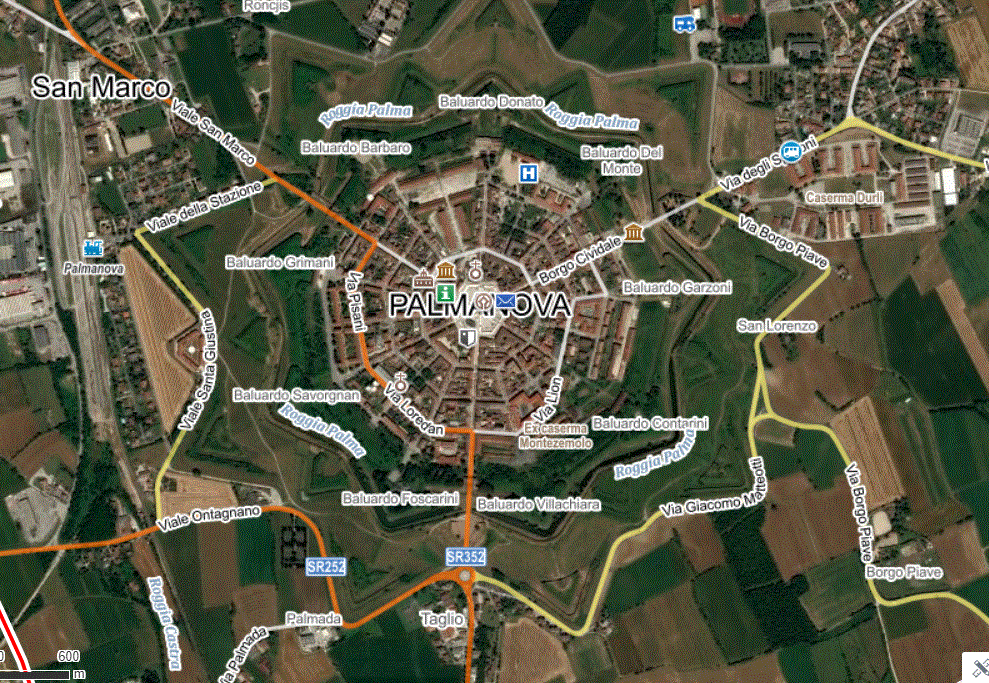 Roncjis
San Marco
Viale San Marco
Roggia Palma
Baluardo Donato
Roggia Palma
Baluardo Barbaro
Baluardo Del
Monte
H
Via degli S
Caserma Durli
Viale della Stazione
Via Borgo Piave
Palmanova
Baluardo Grimani
Borgo Cividale
Via Pisani
i
PALMANOVA
Baluardo Garzoni
San Lorenzo
Viale Santa Giustina
Baluardo Savorgnan
Via Loredan
Via Lion
Roggia Palma
Ex caserma
Montezemolo
Baluardo Contarini
Roggia Palma
Baluardo Foscarini
Baluardo Villachiara
Via Giacomo Matteotti
Via Borgo Piave
Viale Ontagnano
SR252
SR352
Borgo Piave
Roggia Castra
Palmada
Taglio
Via Palmada
0
600
m